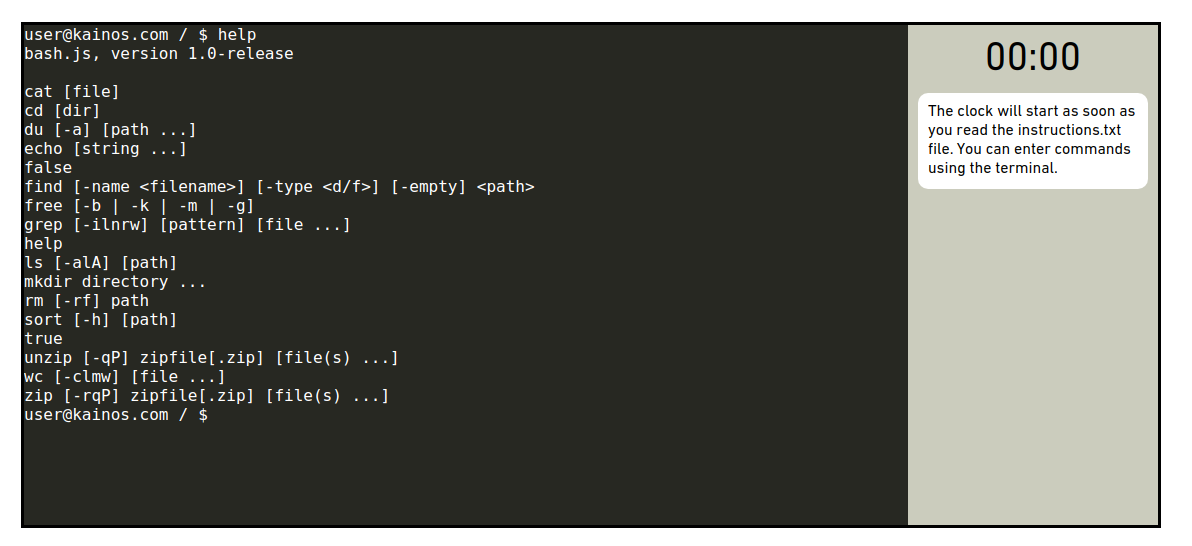 user@kainos.com / $ help
bash.js, version 1.0-release
cat [file]
cd [dir]
du [-a] [path ...]
echo [string ...]
false
find [-name <filename>] [-type <d/f>] [-empty] <path>
free [-b | -k | -m | -g]
grep [-ilnrw] [pattern] [file ...]
help
ls [-alA] [path]
mkdir directory ...
rm [-rf] path
sort [-h] [path]
true
unzip [-qP] zipfile[.zip] [file(s) ...]
wc [-clmw] [file ...]
zip [-rqP] zipfile[.zip] [file(s) ...]
user@kainos.com / $
00:00
The clock will start as soon as
you read the instructions.txt
file. You can enter commands
using the terminal.